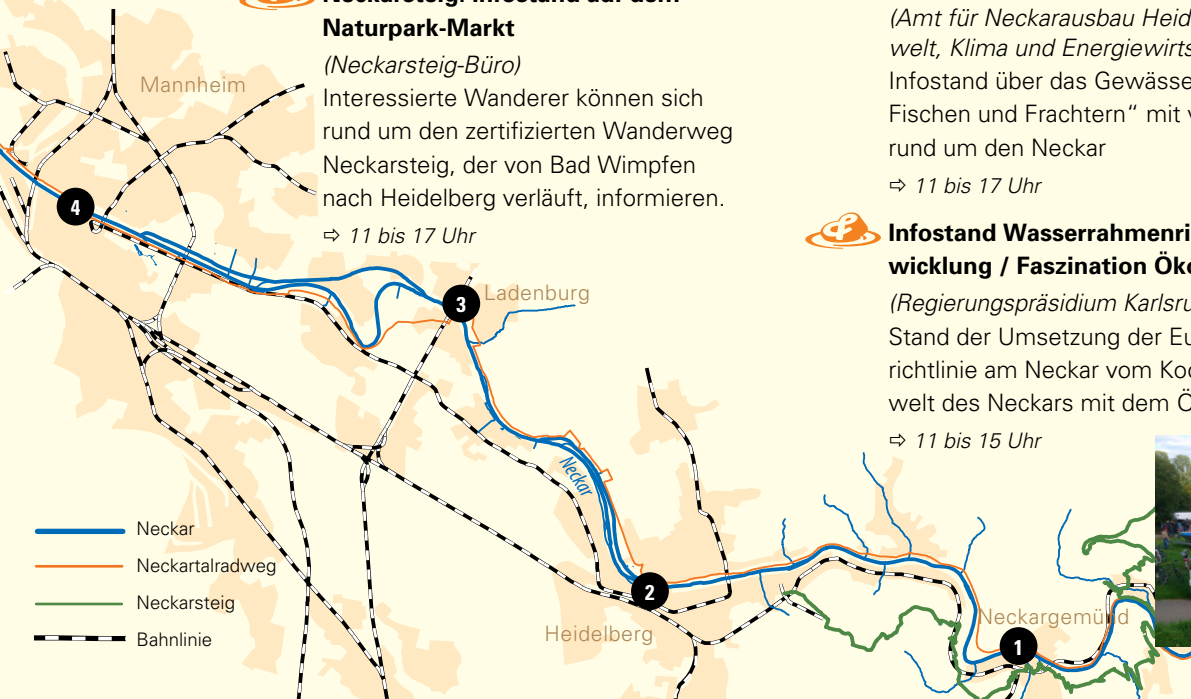 Naturpark-Markt
(Neckarsteig-Büro)
Interessierte Wanderer können sich
rund um den zertifizierten Wanderweg
Neckarsteig, der von Bad Wimpfen
nach Heidelberg verläuft, informieren.
⇨ 11 bis 17 Uhr
(Amt für Neckarausbau Heid
welt, Klima und Energiewirts
Infostand über das Gewässe
Fischen und Frachtern“ mit v
rund um den Neckar
⇨ 11 bis 17 Uhr
Infostand Wasserrahmenri
wicklung / Faszination Öko
(Regierungspräsidium Karlsru
Stand der Umsetzung der Eu
richtlinie am Neckar vom Koc
welt des Neckars mit dem Ö
⇨ 11 bis 15 Uhr
Mannheim
4
3
Ladenburg
Neckar
2
Heidelberg
Neckargemünd
1
Neckar
Neckartalradweg
Neckarsteig
Bahnlinie